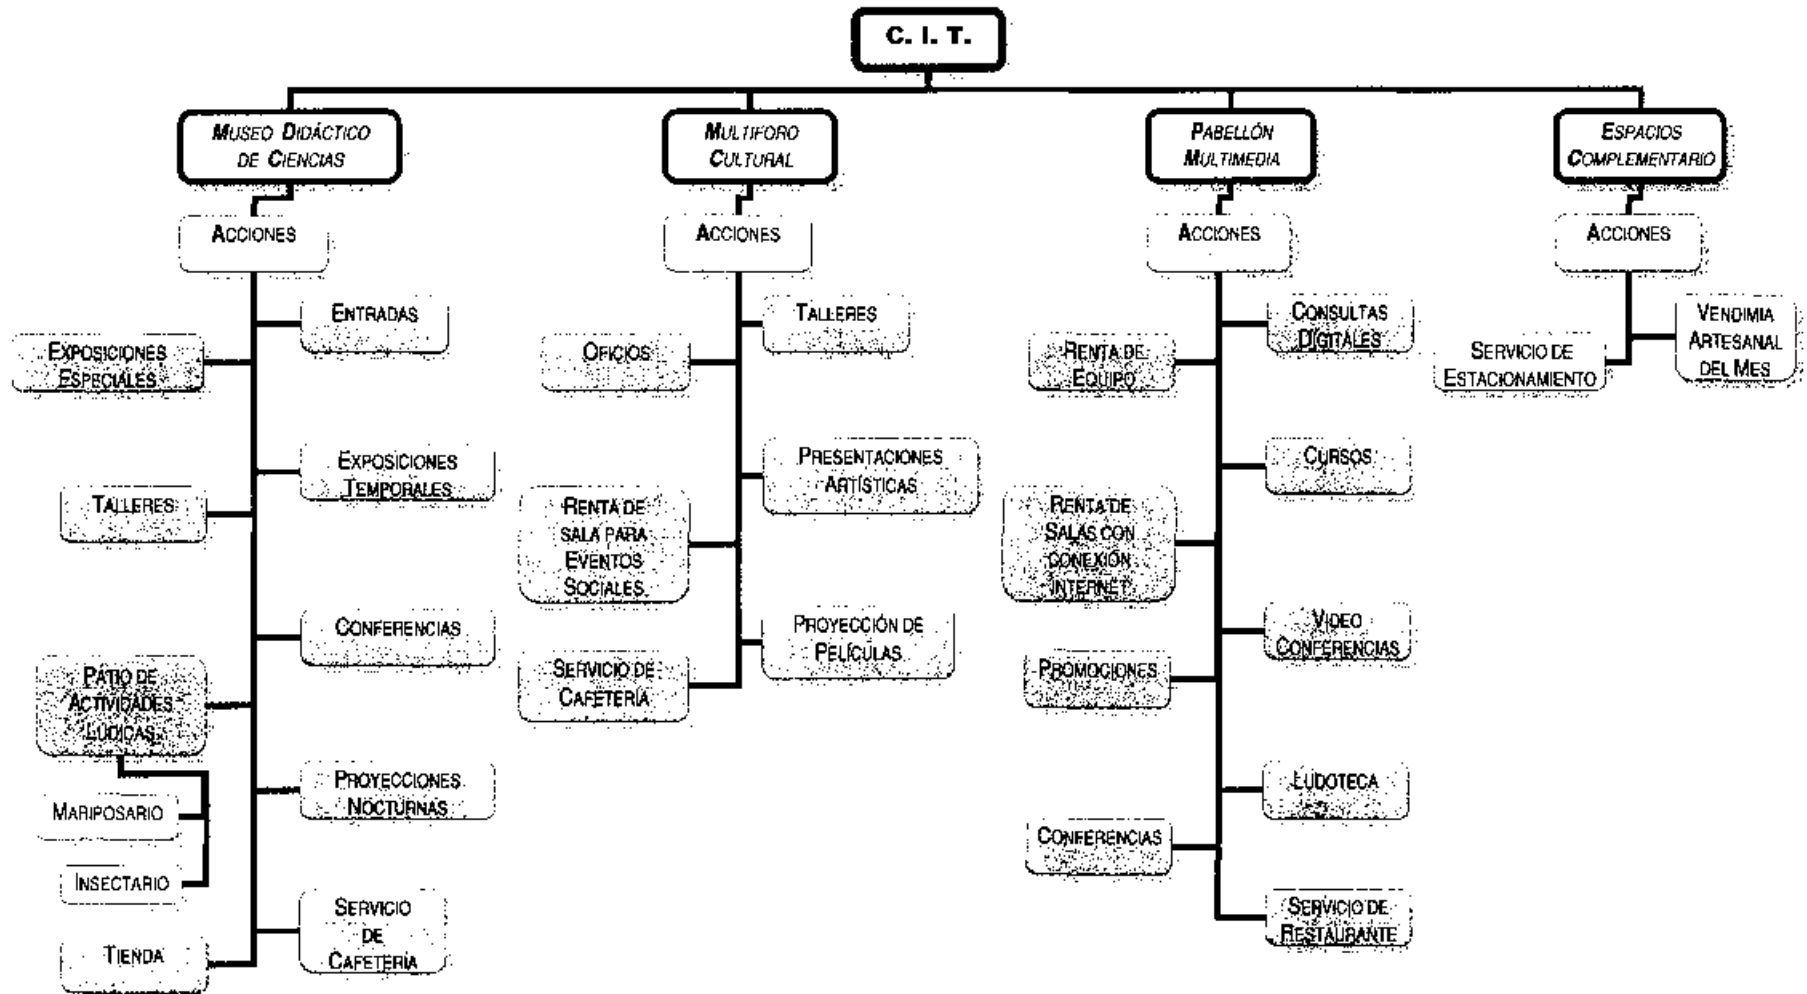 C. I. T.
MUSEO DIDÁCTICO
DE CIENCIAS
MULTIFORO
CULTURAL
PABELLÓN
MULTIMEDIA
ESPACIOS
COMPLEMENTARIO
ACCIONES
ACCIONES
ACCIONES
ACCIONES
ENTRADAS
EXPOSICIONES
ESPECIALES
EXPOSICIONES
TEMPORALES
TALLERES
CONFERENCIAS
PATIO DE
ACTIVIDADES
LÚDICAS
MARIPOSARIO
INSECTARIO
PROYECCIONES
NOCTURNAS
SERVICIO
DE
CAFETERÍA
TIENDA
TALLERES
OFICIOS
PRESENTACIONES
ARTÍSTICAS
RENTA DE
SALA PARA
EVENTOS
SOCIALES
PROYECCIÓN DE
PELÍCULAS
SERVICIO DE
CAFETERÍA
CONSULTAS
DIGITALES
RENTA DE
EQUIPO
CURSOS
RENTA DE
SALAS CON
CONEXIÓN
INTERNET
VIDEO
CONFERENCIAS
PROMOCIONES
LUDOTECA
CONFERENCIAS
SERVICIO DE
RESTAURANTE
VENDIMIA
ARTESANAL
DEL MES
SERVICIO DE
ESTACIONAMIENTO